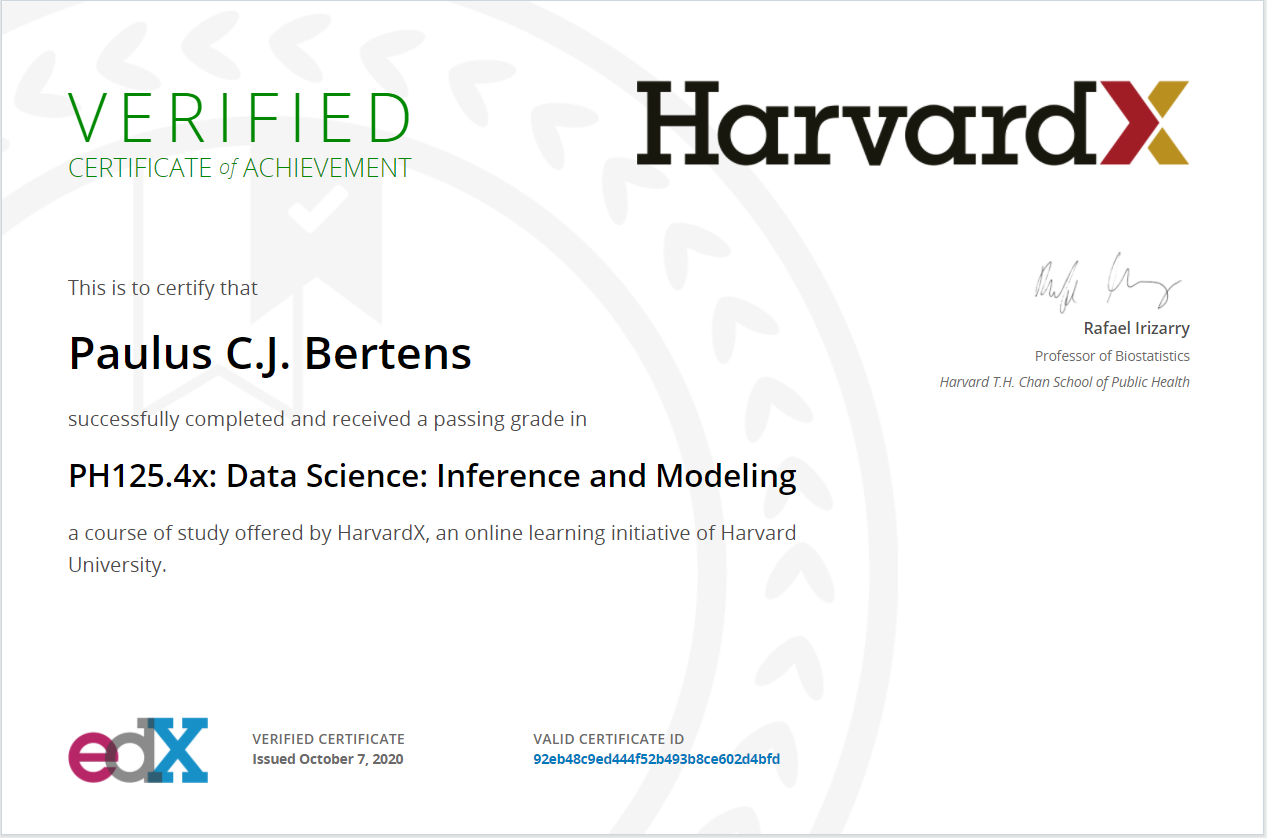 VERIFIED
CERTIFICATE of ACHIEVEMENT
HarvardX
This is to certify that
Paulus C.J. Bertens
successfully completed and received a passing grade in
PH125.4x: Data Science: Inference and Modeling
a course of study offered by HarvardX, an online learning initiative of Harvard
University.
Rafael Irizarry
Professor of Biostatistics
Harvard T.H. Chan School of Public Health
edX
VERIFIED CERTIFICATE
Issued October 7, 2020
VALID CERTIFICATE ID
92eb48c9ed444f52b493b8ce602d4bfd